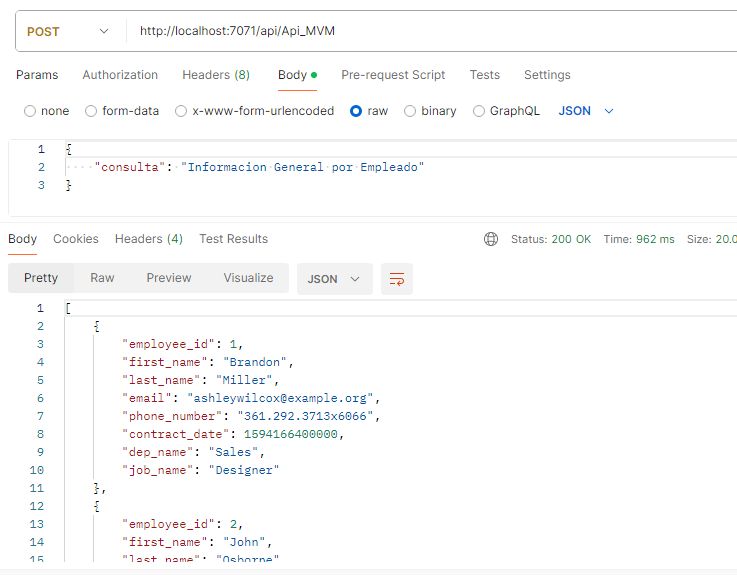 POST http://localhost:7071/api/Api_MVM
Params Authorization Headers (8) Body Pre-request Script Tests Settings
none form-data x-www-form-urlencoded raw binary GraphQL JSON
1 {
2 ····"consulta":·"Informacion·General·por·Empleado"
3 }
Body Cookies Headers (4) Test Results Status: 200 OK Time: 962 ms Size: 20.0
Pretty Raw Preview Visualize JSON
1 [
2 {
3 "employee_id": 1,
4 "first_name": "Brandon",
5 "last_name": "Miller",
6 "email": "ashleywilcox@example.org",
7 "phone_number": "361.292.3713x6066",
8 "contract_date": 1594166400000,
9 "dep_name": "Sales",
10 "job_name": "Designer"
11 },
12 {
13 "employee_id": 2,
14 "first_name": "John",
15 "last_name": "Osborne"